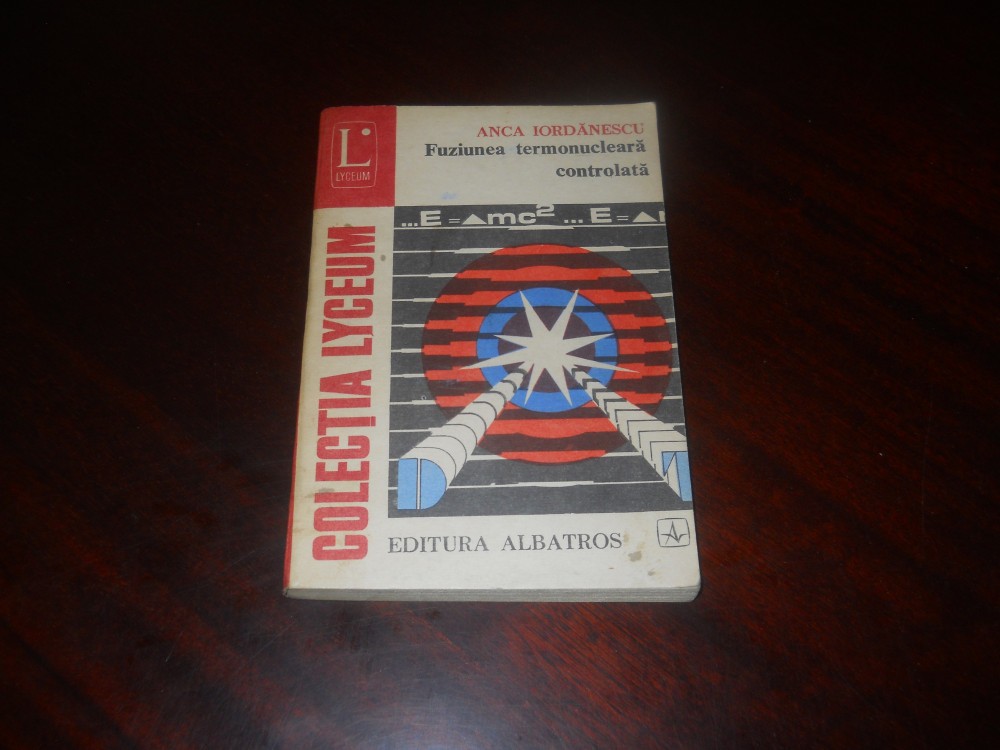 L
LYCEUM
ANCA IORDĂNESCU
Fuziunea termonucleară
controlată
...E=▲mc² ...E=▲
COLECȚIA LYCEUM
D
EDITURA ALBATROS